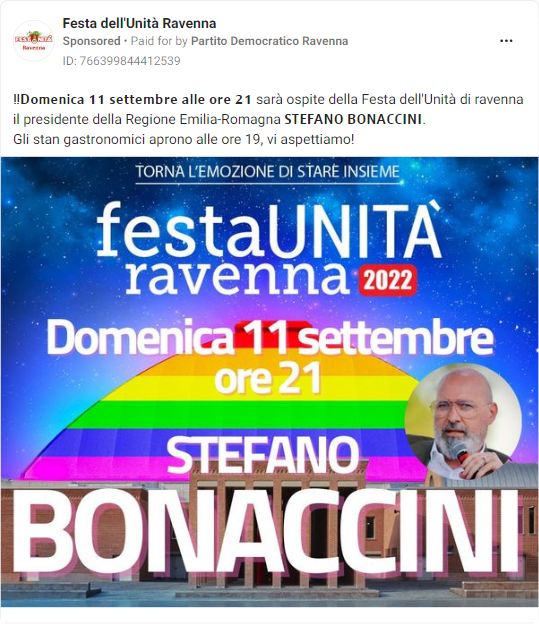 Festa dell'Unità Ravenna
Sponsored • Paid for by Partito Democratico Ravenna
ID: 766399844412539
‼Domenica 11 settembre alle ore 21 sarà ospite della Festa dell'Unità di ravenna
il presidente della Regione Emilia-Romagna STEFANO BONACCINI.
Gli stan gastronomici aprono alle ore 19, vi aspettiamo!
TORNA L'EMOZIONE DI STARE INSIEME
festaUNITÀ
ravenna 2022
Domenica 11 settembre
ore 21
STEFANO
BONACCINI